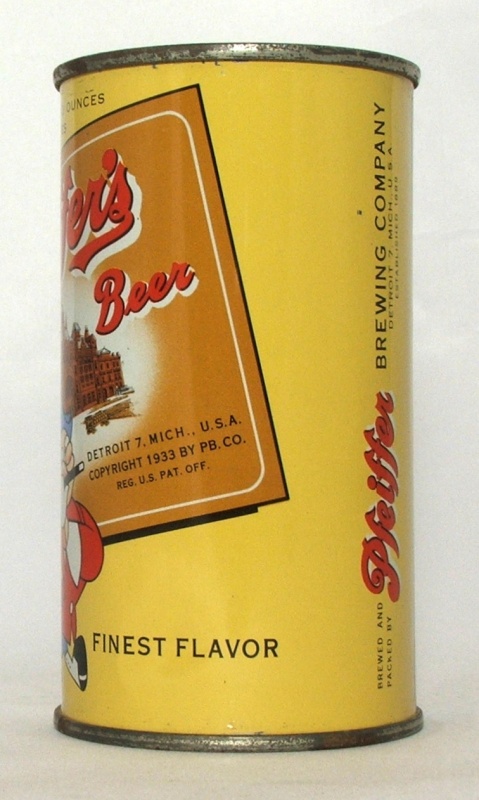 OUNCES
fer's
Beer
DETROIT 7, MICH., U.S.A.
COPYRIGHT 1933 BY P.B. CO.
REG. U.S. PAT. OFF.
FINEST FLAVOR
BREWED AND
PACKED BY
Pfeiffer BREWING COMPANY
DETROIT 7, MICH., U.S.A.